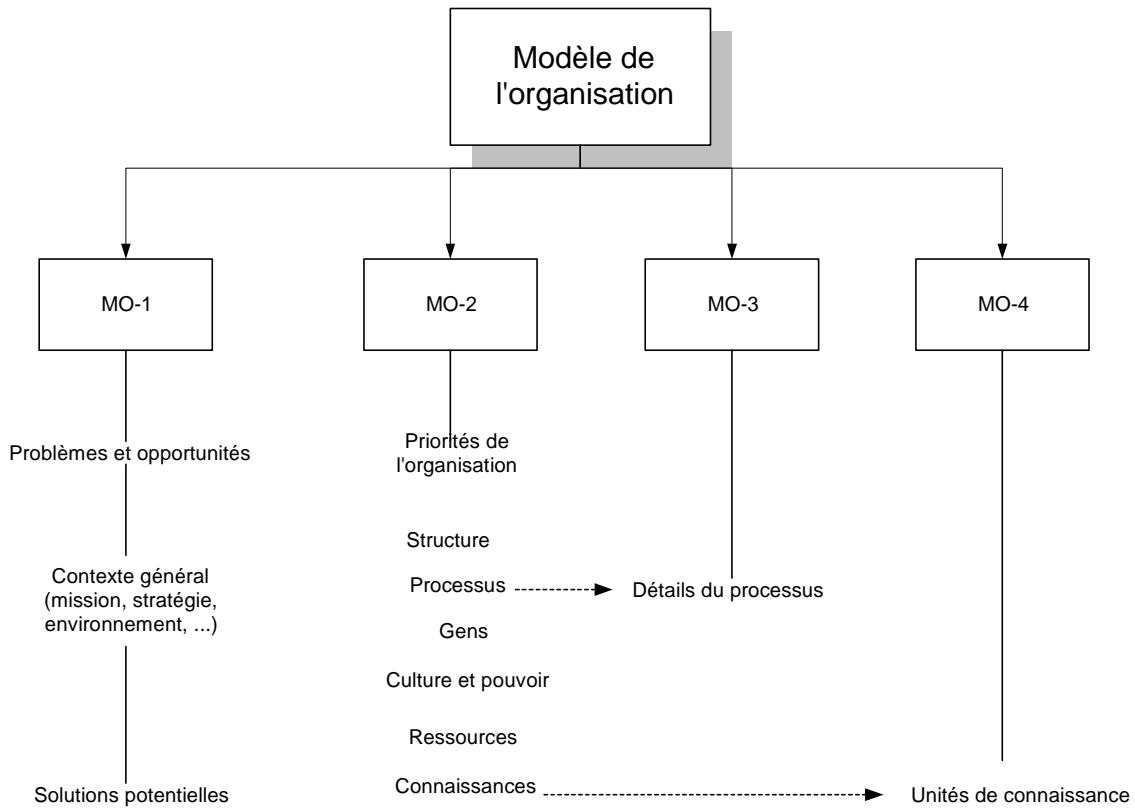 Modèle de
l'organisation
MO-1
MO-2
MO-3
MO-4
Problèmes et opportunités
Priorités de
l'organisation
Structure
Contexte général
(mission, stratégie,
environnement, ...)
Processus
Détails du processus
Gens
Culture et pouvoir
Ressources
Solutions potentielles
Connaissances
Unités de connaissance